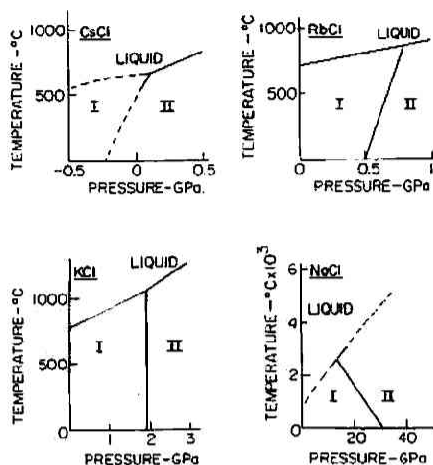 CsCl
TEMPERATURE-°C
1000
500
LIQUID
I
II
-0.5 0 0.5
PRESSURE-GPa.
RbCl
TEMPERATURE-°C
1000
500
LIQUID
I
II
0 0.5 1
PRESSURE-GPa
KCl
TEMPERATURE-°C
1000
500
0
LIQUID
I
II
1 2 3
PRESSURE-GPa
NaCl
TEMPERATURE-°C×10³
6
4
2
0
LIQUID
I
II
20 40
PRESSURE-GPa